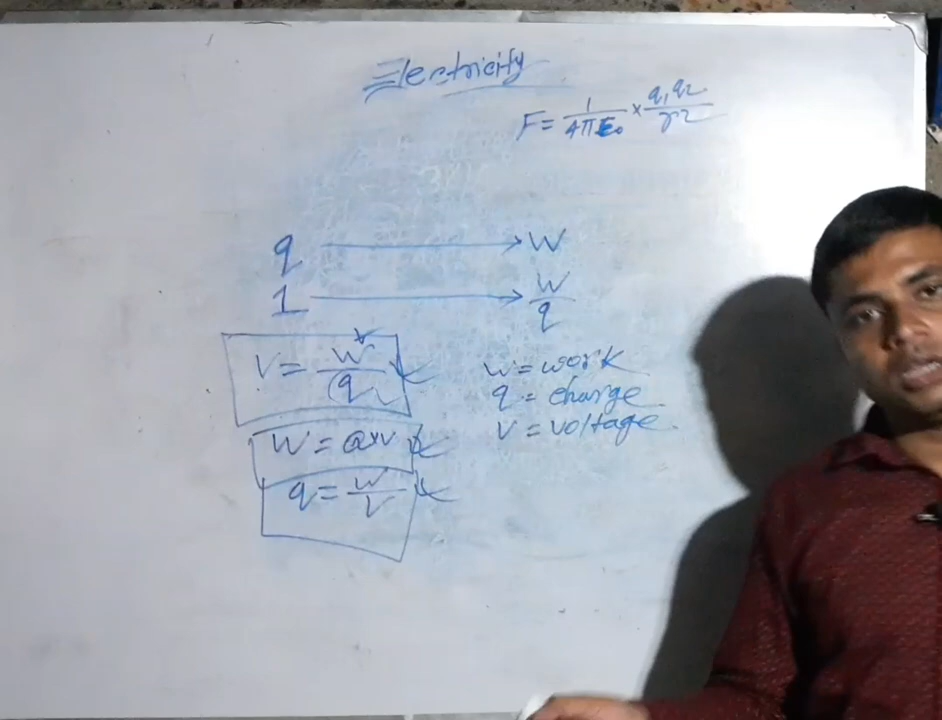 Electricity
F = 1/4πε₀ × q₁q₂/r²
q → W
1 → W/q
V = W/q
W = work
q = charge
V = voltage
W = Q×V
q = W/V